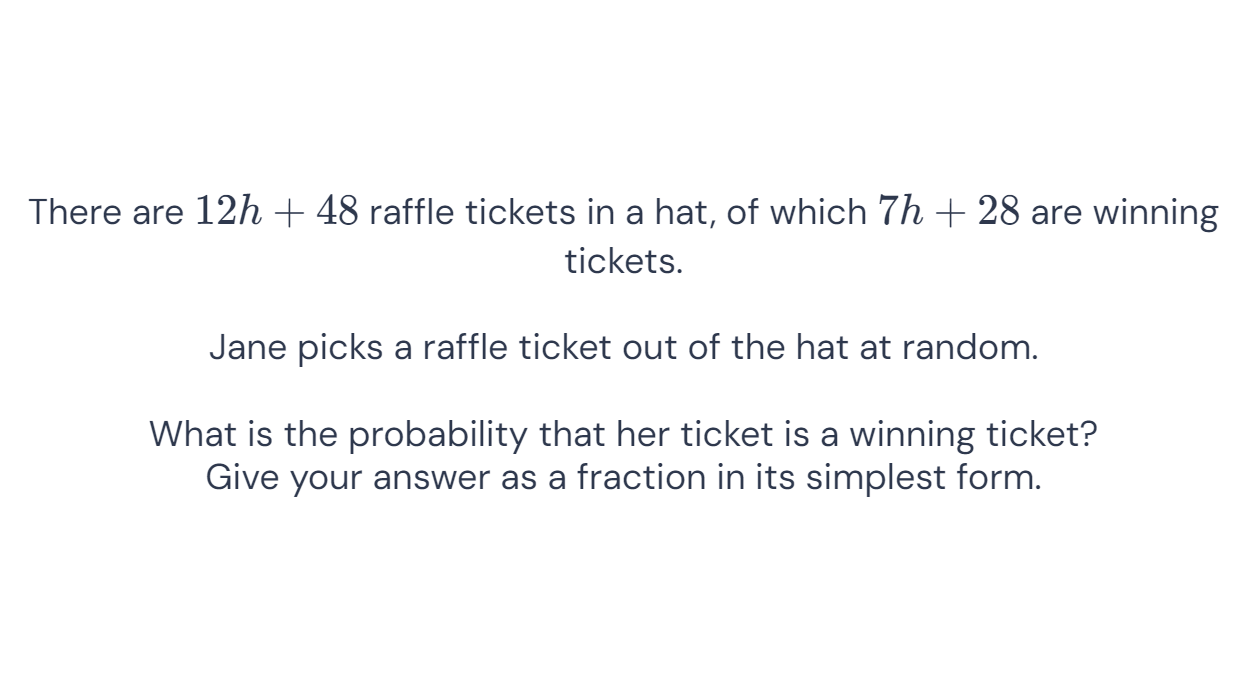 There are 12h + 48 raffle tickets in a hat, of which 7h + 28 are winning
tickets.
Jane picks a raffle ticket out of the hat at random.
What is the probability that her ticket is a winning ticket?
Give your answer as a fraction in its simplest form.